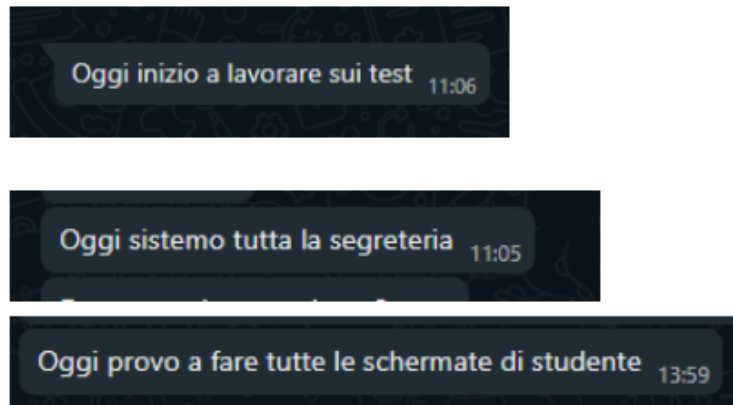 Oggi inizio a lavorare sui test 11:06
Oggi sistemo tutta la segreteria 11:05
Oggi provo a fare tutte le schermate di studente 13:59